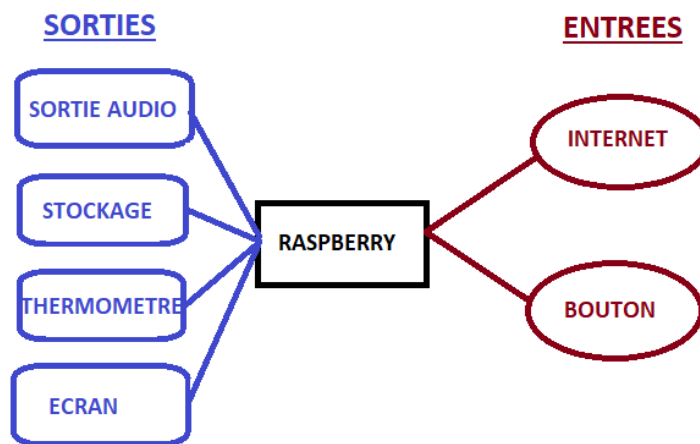 SORTIES
ENTREES
SORTIE AUDIO
INTERNET
STOCKAGE
RASPBERRY
THERMOMETRE
BOUTON
ECRAN